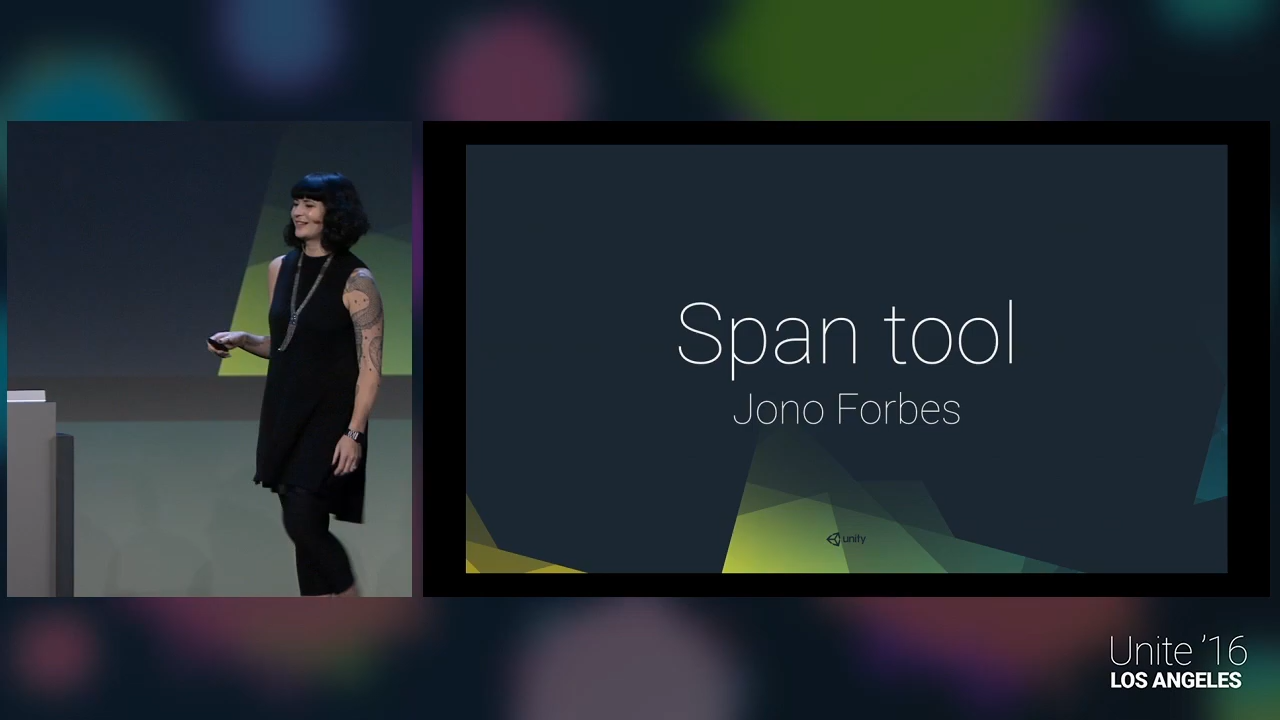 Span tool
Jono Forbes
unity
Unite '16
LOS ANGELES